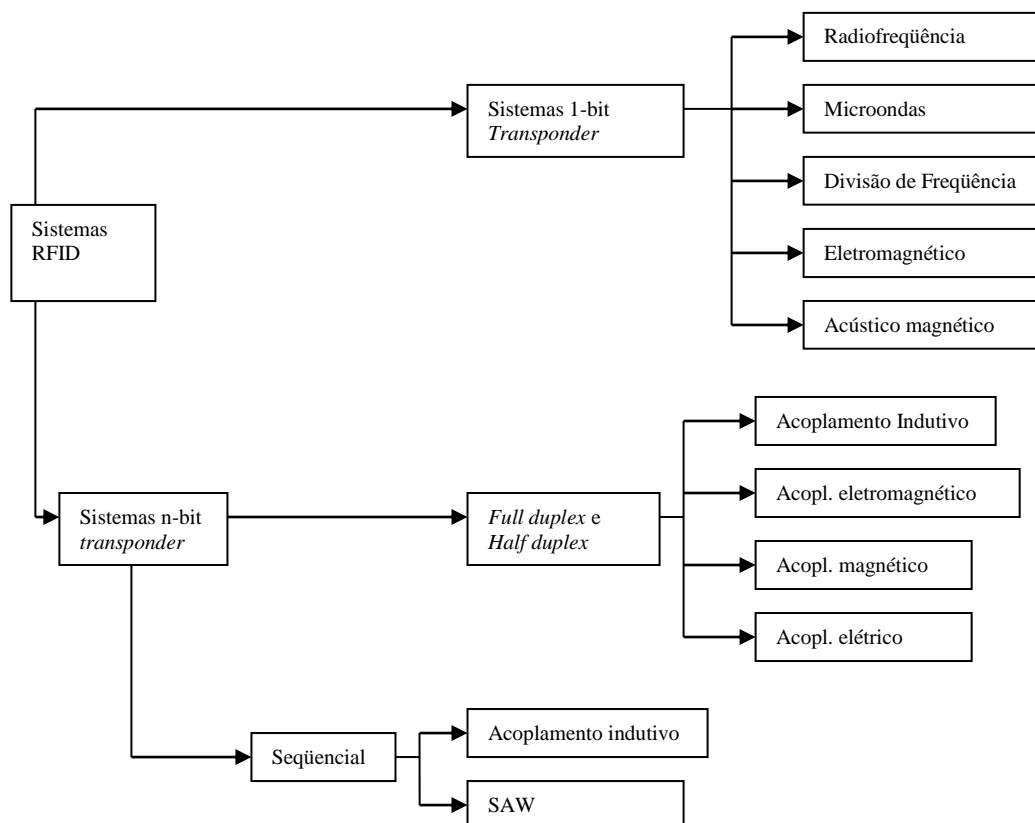 Radiofreqüência
Sistemas 1-bit
Transponder
Microondas
Divisão de Freqüência
Sistemas
RFID
Eletromagnético
Acústico magnético
Acoplamento Indutivo
Acopl. eletromagnético
Sistemas n-bit
transponder
Full duplex e
Half duplex
Acopl. magnético
Acopl. elétrico
Seqüencial
Acoplamento indutivo
SAW